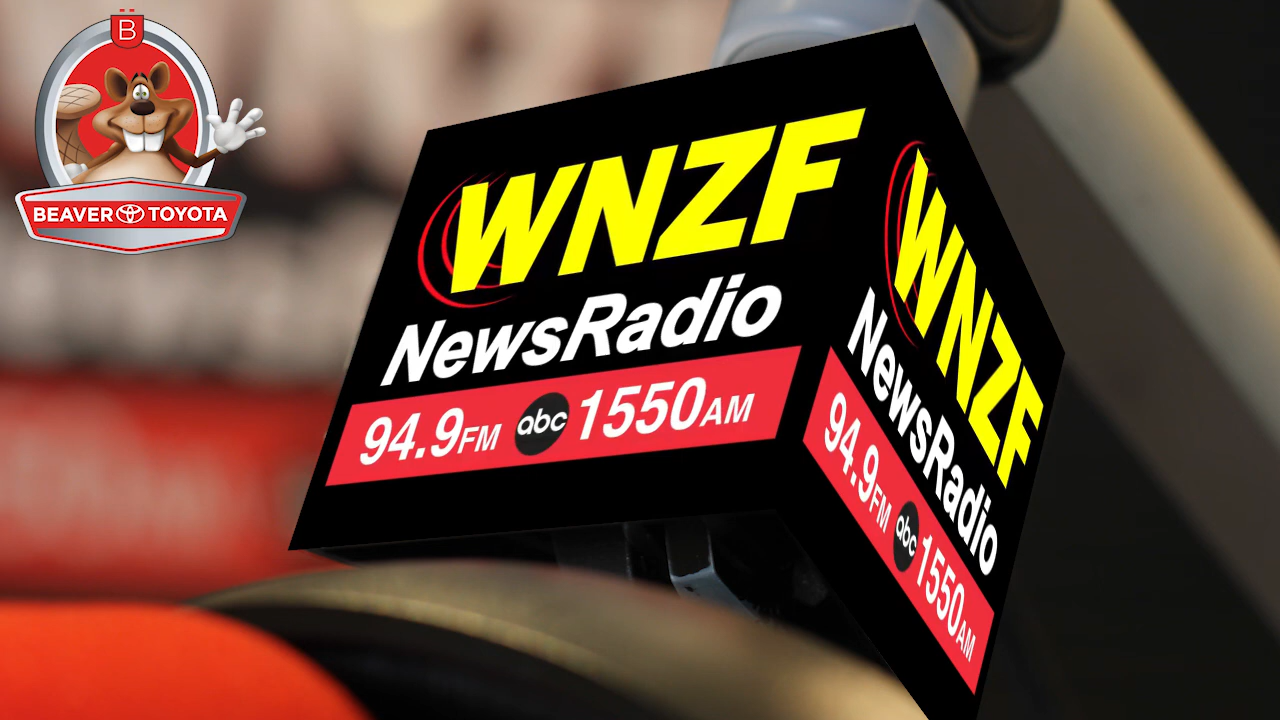 B̈
BEAVER TOYOTA
WNZF
NewsRadio
94.9FM abc 1550AM
WNZF
NewsRadio
94.9FM abc 1550AM